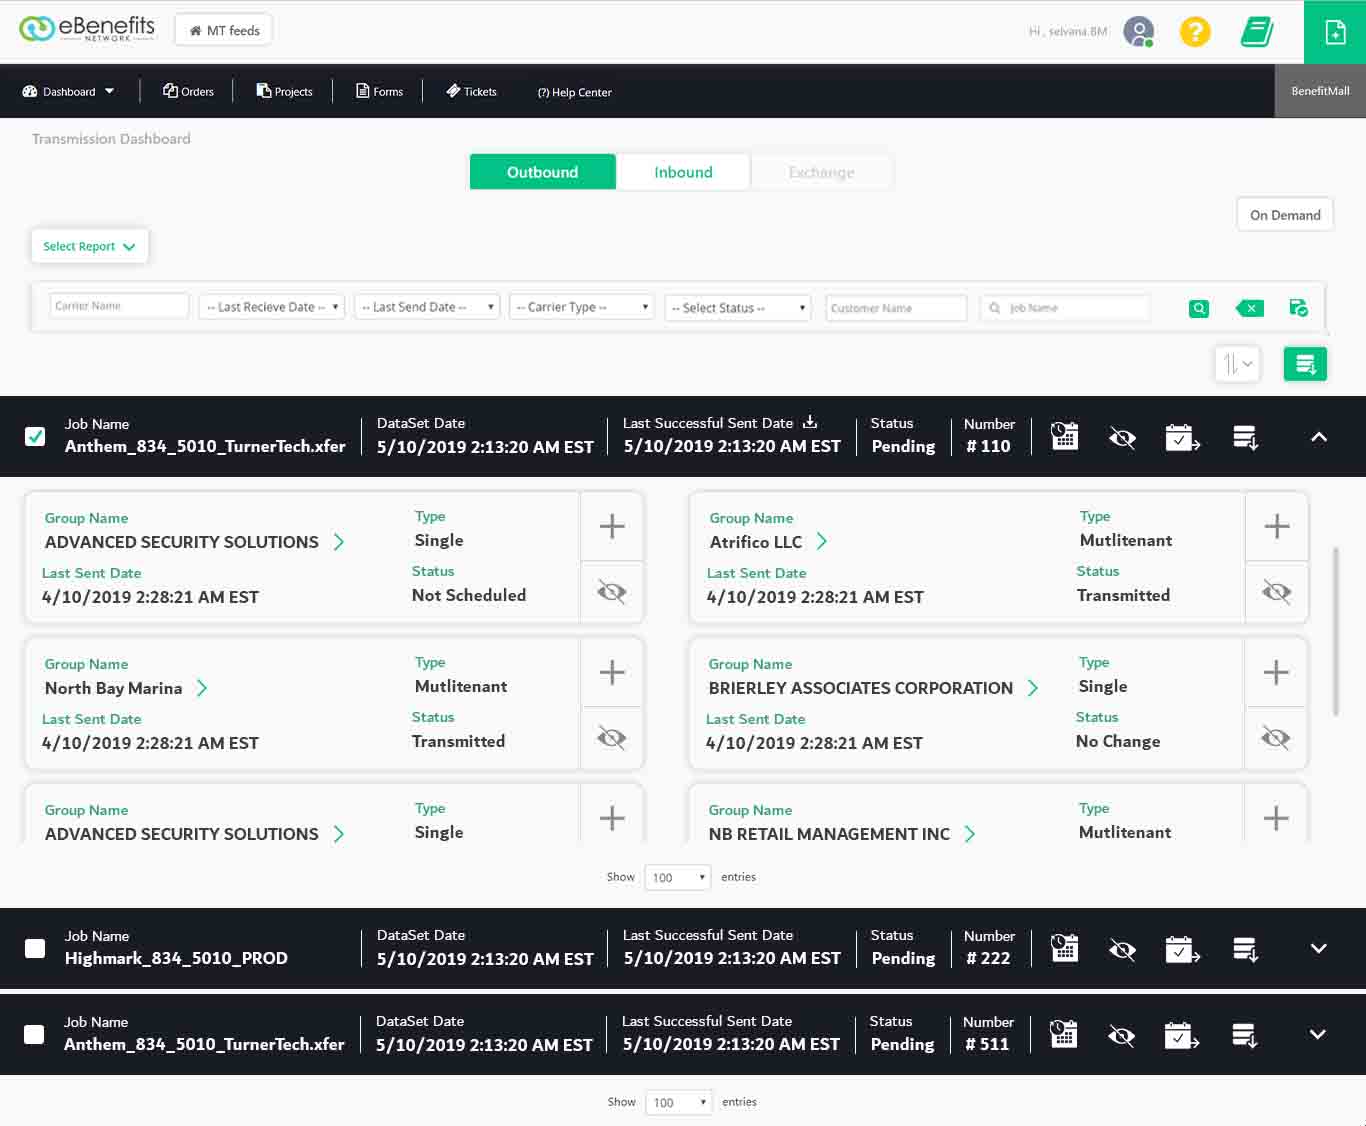 eBenefits
NETWORK
MT feeds
Hi , selvana.BM
Dashboard
Orders
Projects
Forms
Tickets
(?) Help Center
BenefitMall
Transmission Dashboard
Outbound
Inbound
Exchange
On Demand
Select Report
Carrier Name
-- Last Recieve Date --
-- Last Send Date --
-- Carrier Type --
-- Select Status --
Customer Name
Job Name
Job Name
Anthem_834_5010_TurnerTech.xfer
DataSet Date
5/10/2019 2:13:20 AM EST
Last Successful Sent Date
5/10/2019 2:13:20 AM EST
Status
Pending
Number
# 110
Group Name
ADVANCED SECURITY SOLUTIONS
Type
Single
Last Sent Date
4/10/2019 2:28:21 AM EST
Status
Not Scheduled
Group Name
Atrifico LLC
Type
Mutlitenant
Last Sent Date
4/10/2019 2:28:21 AM EST
Status
Transmitted
Group Name
North Bay Marina
Type
Mutlitenant
Last Sent Date
4/10/2019 2:28:21 AM EST
Status
Transmitted
Group Name
BRIERLEY ASSOCIATES CORPORATION
Type
Single
Last Sent Date
4/10/2019 2:28:21 AM EST
Status
No Change
Group Name
ADVANCED SECURITY SOLUTIONS
Type
Single
Group Name
NB RETAIL MANAGEMENT INC
Type
Mutlitenant
Show 100 entries
Job Name
Highmark_834_5010_PROD
DataSet Date
5/10/2019 2:13:20 AM EST
Last Successful Sent Date
5/10/2019 2:13:20 AM EST
Status
Pending
Number
# 222
Job Name
Anthem_834_5010_TurnerTech.xfer
DataSet Date
5/10/2019 2:13:20 AM EST
Last Successful Sent Date
5/10/2019 2:13:20 AM EST
Status
Pending
Number
# 511
Show 100 entries